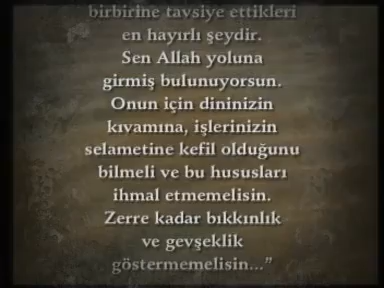 birbirine tavsiye ettikleri
en hayırlı şeydir.
Sen Allah yoluna
girmiş bulunuyorsun.
Onun için dininizin
kıvamına, işlerinizin
selametine kefil olduğunu
bilmeli ve bu hususları
ihmal etmemelisin.
Zerre kadar bıkkınlık
ve gevşeklik
göstermemelisin..."